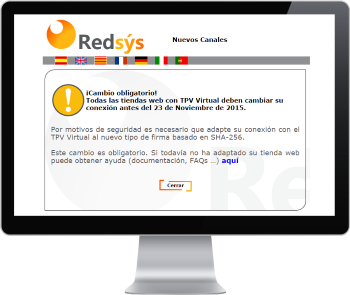 Redsýs
Nuevos Canales
¡Cambio obligatorio!
Todas las tiendas web con TPV Virtual deben cambiar su
conexión antes del 23 de Noviembre de 2015.
Por motivos de seguridad es necesario que adapte su conexión con el
TPV Virtual al nuevo tipo de firma basado en SHA-256.
Este cambio es obligatorio. Si todavía no ha adaptado su tienda web
puede obtener ayuda (documentación, FAQs ...) aquí
Cerrar
Re